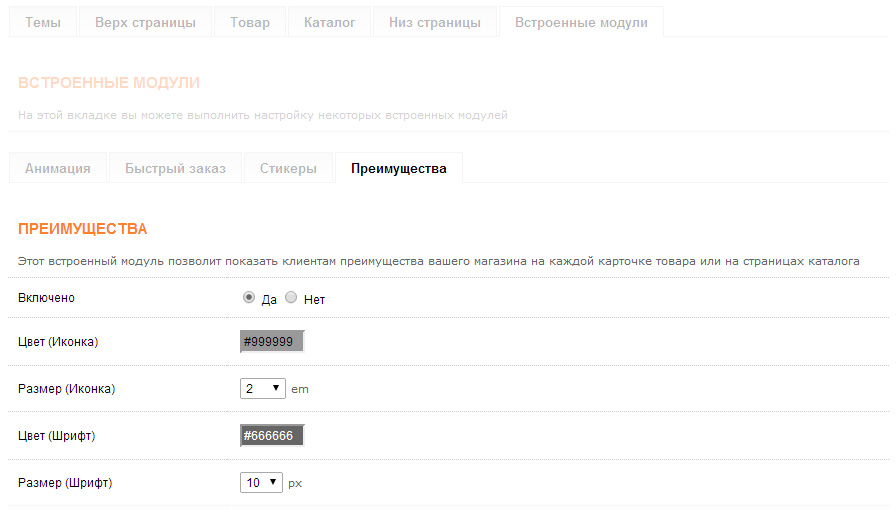 Темы Верх страницы Товар Каталог Низ страницы Встроенные модули
ВСТРОЕННЫЕ МОДУЛИ
На этой вкладке вы можете выполнить настройку некоторых встроенных модулей
Анимация Быстрый заказ Стикеры Преимущества
ПРЕИМУЩЕСТВА
Этот встроенный модуль позволит показать клиентам преимущества вашего магазина на каждой карточке товара или на страницах каталога
Включено Да Нет
Цвет (Иконка) #999999
Размер (Иконка) 2 em
Цвет (Шрифт) #666666
Размер (Шрифт) 10 px